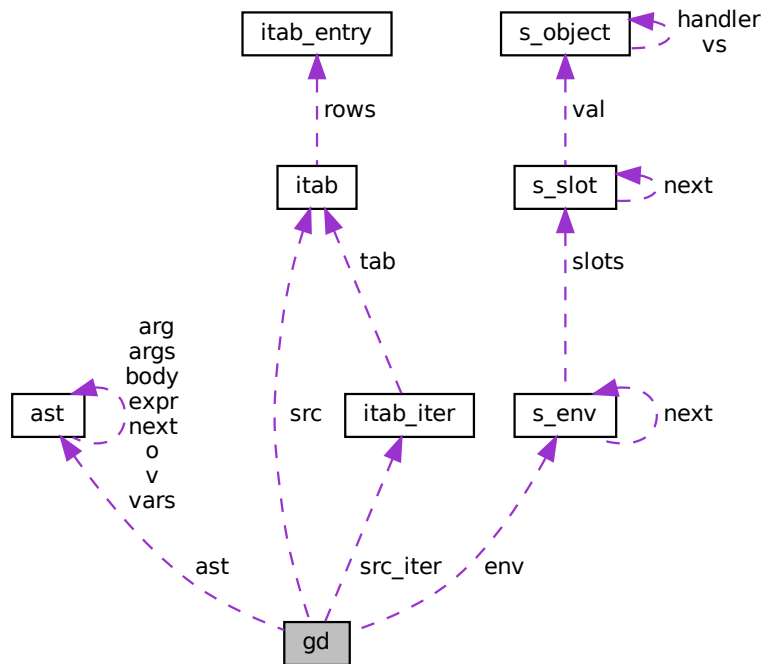 itab_entry
s_object
handler
vs
rows
val
itab
s_slot
next
tab
slots
arg
args
body
expr
next
o
v
vars
ast
src
itab_iter
s_env
next
ast
src_iter
env
gd